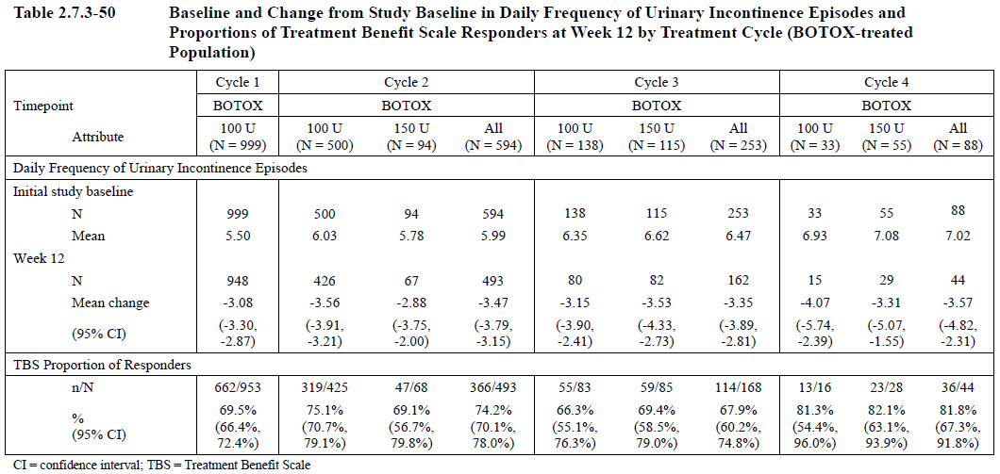 Table 2.7.3-50 Baseline and Change from Study Baseline in Daily Frequency of Urinary Incontinence Episodes and
Proportions of Treatment Benefit Scale Responders at Week 12 by Treatment Cycle (BOTOX-treated
Population)
Cycle 1 Cycle 2 Cycle 3 Cycle 4
Timepoint BOTOX BOTOX BOTOX BOTOX
Attribute 100 U 100 U 150 U All 100 U 150 U All 100 U 150 U All
(N = 999) (N = 500) (N = 94) (N = 594) (N = 138) (N = 115) (N = 253) (N = 33) (N = 55) (N = 88)
Daily Frequency of Urinary Incontinence Episodes
Initial study baseline
N 999 500 94 594 138 115 253 33 55 88
Mean 5.50 6.03 5.78 5.99 6.35 6.62 6.47 6.93 7.08 7.02
Week 12
N 948 426 67 493 80 82 162 15 29 44
Mean change -3.08 -3.56 -2.88 -3.47 -3.15 -3.53 -3.35 -4.07 -3.31 -3.57
(95% CI) (-3.30, (-3.91, (-3.75, (-3.79, (-3.90, (-4.33, (-3.89, (-5.74, (-5.07, (-4.82,
-2.87) -3.21) -2.00) -3.15) -2.41) -2.73) -2.81) -2.39) -1.55) -2.31)
TBS Proportion of Responders
n/N 662/953 319/425 47/68 366/493 55/83 59/85 114/168 13/16 23/28 36/44
% 69.5% 75.1% 69.1% 74.2% 66.3% 69.4% 67.9% 81.3% 82.1% 81.8%
(95% CI) (66.4%, (70.7%, (56.7%, (70.1%, (55.1%, (58.5%, (60.2%, (54.4% (63.1%, (67.3%,
72.4%) 79.1%) 79.8%) 78.0%) 76.3%) 79.0%) 74.8%) 96.0%) 93.9%) 91.8%)
CI = confidence interval; TBS = Treatment Benefit Scale